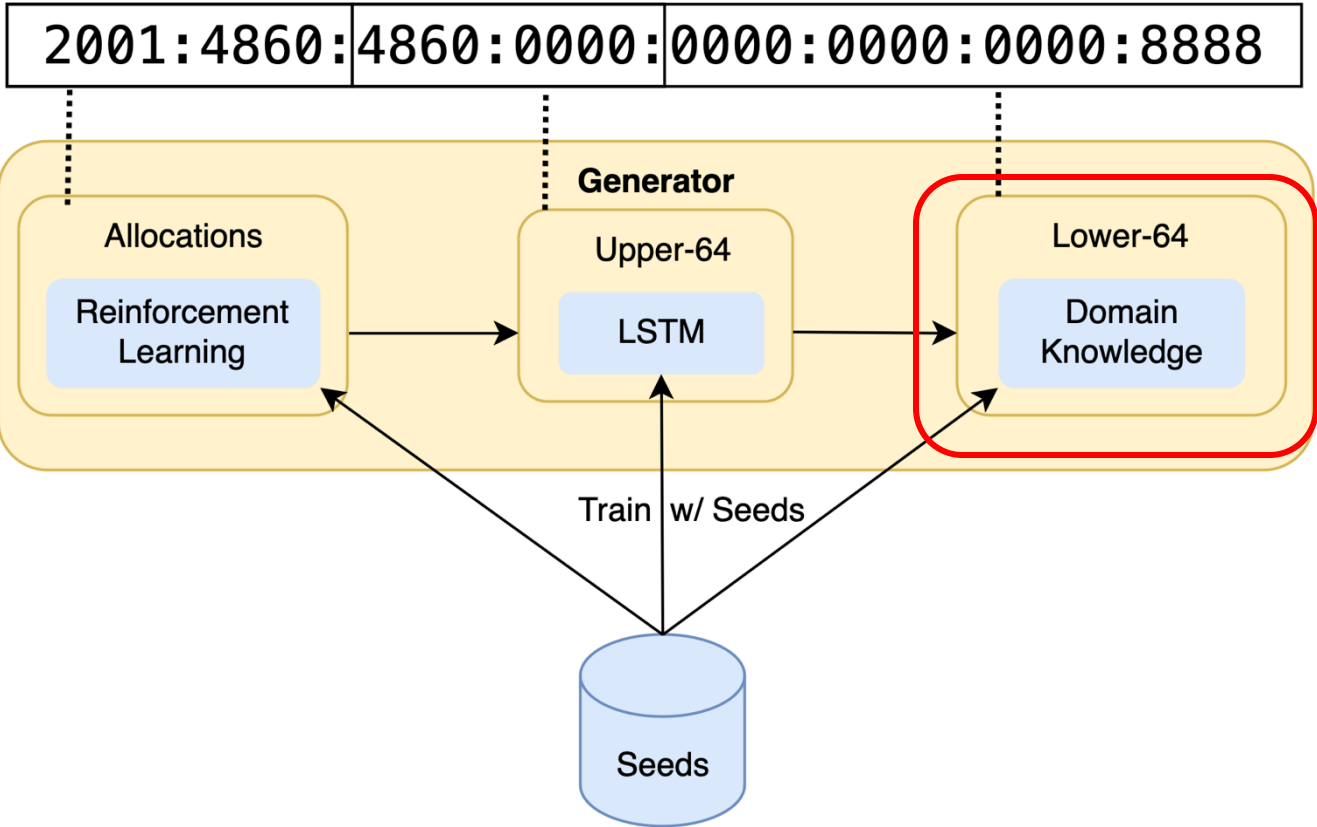 2001:4860:4860:0000:0000:0000:0000:8888
Generator
Allocations
Reinforcement
Learning
Upper-64
LSTM
Lower-64
Domain
Knowledge
Train w/ Seeds
Seeds